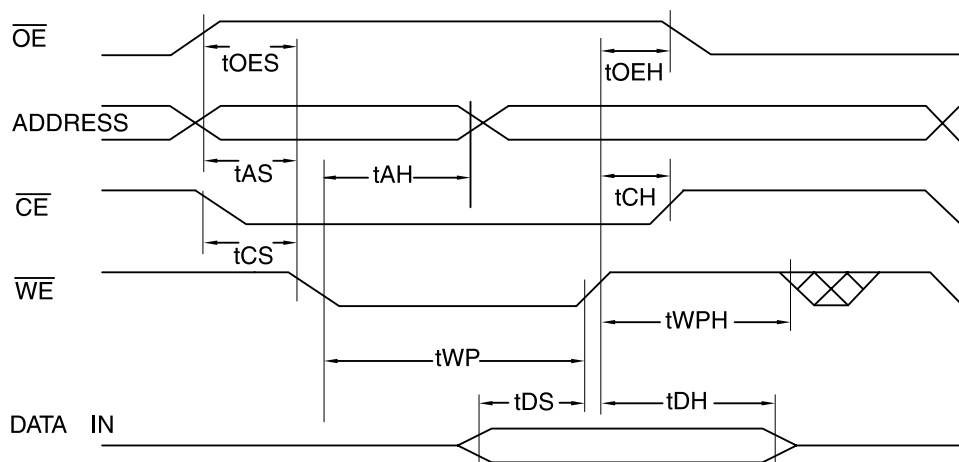 OE
tOES
tOEH
ADDRESS
tAS
tAH
tCH
CE
tCS
WE
tWPH
tWP
tDS
tDH
DATA IN